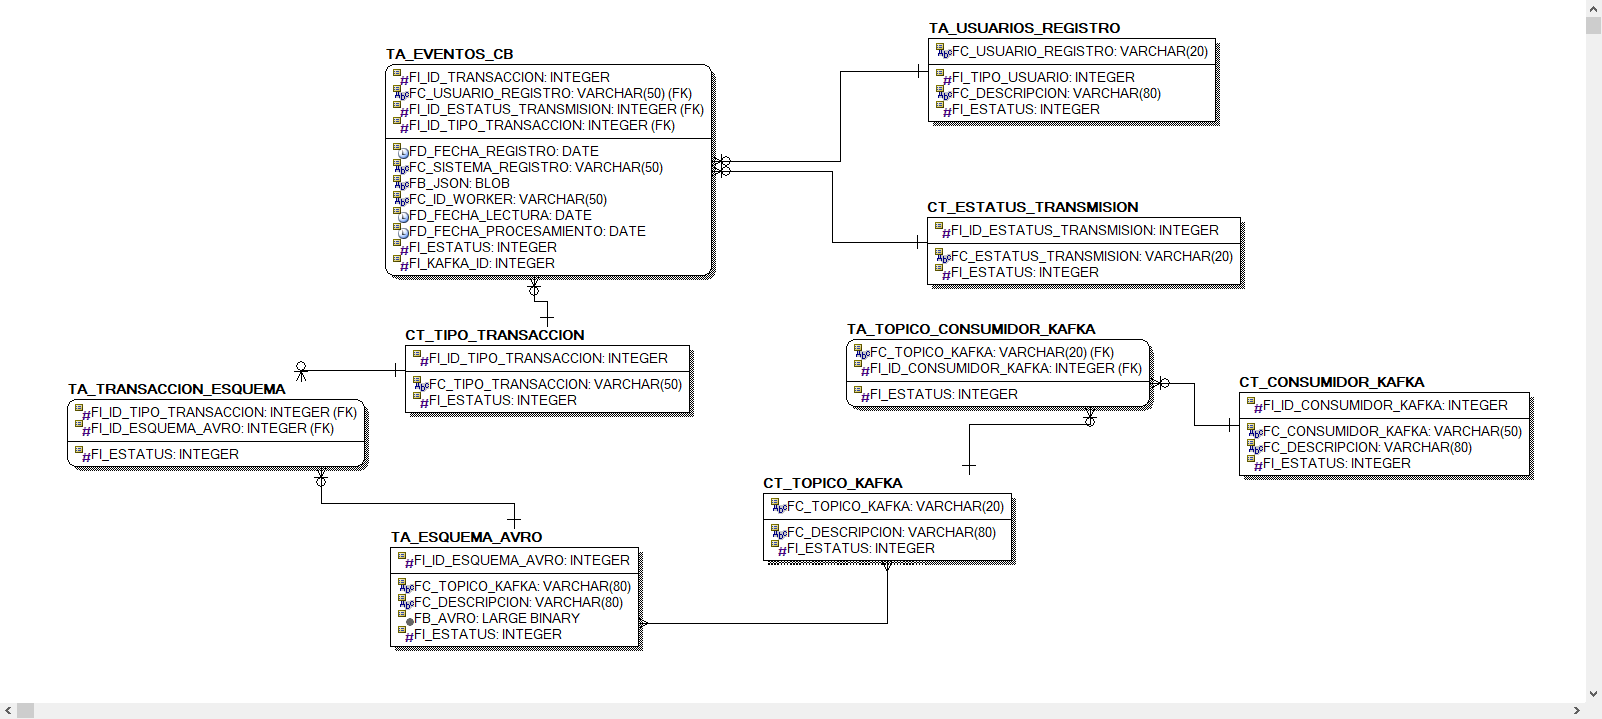 TA_EVENTOS_CB
FI_ID_TRANSACCION: INTEGER
FC_USUARIO_REGISTRO: VARCHAR(50) (FK)
FI_ID_ESTATUS_TRANSMISION: INTEGER (FK)
FI_ID_TIPO_TRANSACCION: INTEGER (FK)
FD_FECHA_REGISTRO: DATE
FC_SISTEMA_REGISTRO: VARCHAR(50)
FB_JSON: BLOB
FC_ID_WORKER: VARCHAR(50)
FD_FECHA_LECTURA: DATE
FD_FECHA_PROCESAMIENTO: DATE
FI_ESTATUS: INTEGER
FI_KAFKA_ID: INTEGER
TA_USUARIOS_REGISTRO
FC_USUARIO_REGISTRO: VARCHAR(20)
FI_TIPO_USUARIO: INTEGER
FC_DESCRIPCION: VARCHAR(80)
FI_ESTATUS: INTEGER
CT_ESTATUS_TRANSMISION
FI_ID_ESTATUS_TRANSMISION: INTEGER
FC_ESTATUS_TRANSMISION: VARCHAR(20)
FI_ESTATUS: INTEGER
CT_TIPO_TRANSACCION
FI_ID_TIPO_TRANSACCION: INTEGER
FC_TIPO_TRANSACCION: VARCHAR(50)
FI_ESTATUS: INTEGER
TA_TRANSACCION_ESQUEMA
FI_ID_TIPO_TRANSACCION: INTEGER (FK)
FI_ID_ESQUEMA_AVRO: INTEGER (FK)
FI_ESTATUS: INTEGER
TA_TOPICO_CONSUMIDOR_KAFKA
FC_TOPICO_KAFKA: VARCHAR(20) (FK)
FI_ID_CONSUMIDOR_KAFKA: INTEGER (FK)
FI_ESTATUS: INTEGER
CT_CONSUMIDOR_KAFKA
FI_ID_CONSUMIDOR_KAFKA: INTEGER
FC_CONSUMIDOR_KAFKA: VARCHAR(50)
FC_DESCRIPCION: VARCHAR(80)
FI_ESTATUS: INTEGER
CT_TOPICO_KAFKA
FC_TOPICO_KAFKA: VARCHAR(20)
FC_DESCRIPCION: VARCHAR(80)
FI_ESTATUS: INTEGER
TA_ESQUEMA_AVRO
FI_ID_ESQUEMA_AVRO: INTEGER
FC_TOPICO_KAFKA: VARCHAR(80)
FC_DESCRIPCION: VARCHAR(80)
FB_AVRO: LARGE BINARY
FI_ESTATUS: INTEGER